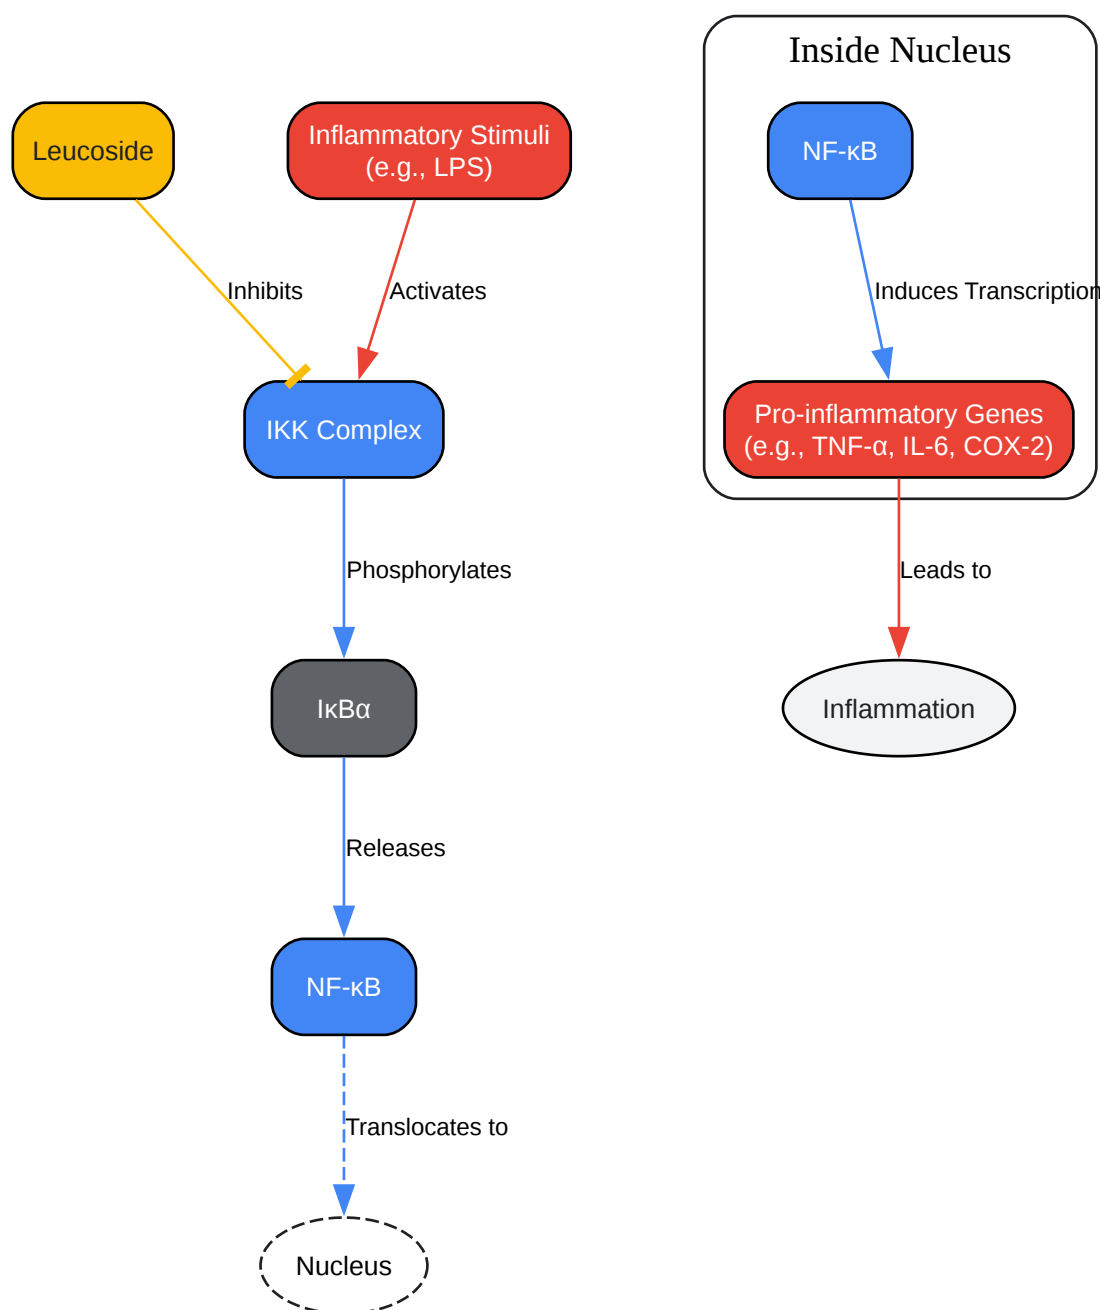 Inside Nucleus
Leucoside
Inflammatory Stimuli
(e.g., LPS)
NF-κB
Inhibits
Activates
Induces Transcription
IKK Complex
Pro-inflammatory Genes
(e.g., TNF-α, IL-6, COX-2)
Phosphorylates
Leads to
IκBα
Inflammation
Releases
NF-κB
Translocates to
Nucleus